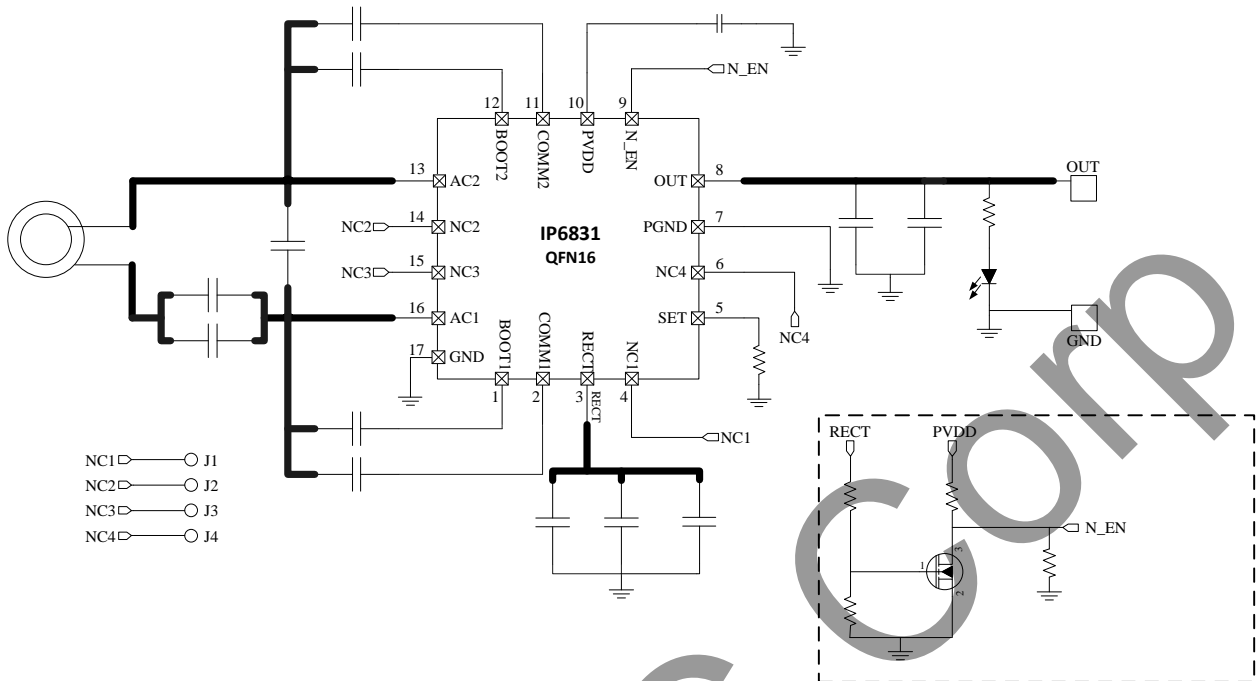 N_EN
12 11 10 9
BOOT2 COMM2 PVDD N_EN
13 AC2
OUT 8
OUT
NC2 14 NC2
PGND 7
IP6831
QFN16
NC3 15 NC3
NC4 6
16 AC1
SET 5
NC4
GND
17 GND
BOOT1 COMM1 RECT NC1
1 2 3 4
RECT
NC1
RECT PVDD
NC1 J1
NC2 J2
NC3 J3
NC4 J4
N_EN
3
1
2
C Corp